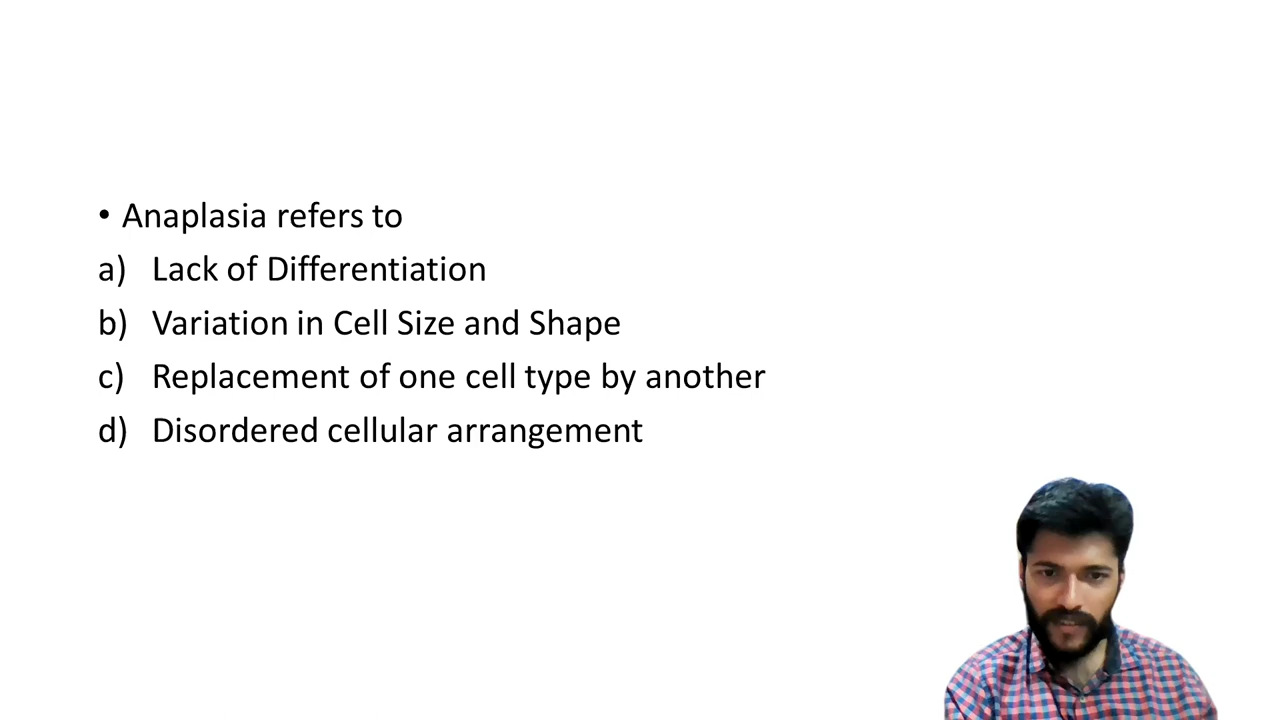 • Anaplasia refers to
a) Lack of Differentiation
b) Variation in Cell Size and Shape
c) Replacement of one cell type by another
d) Disordered cellular arrangement